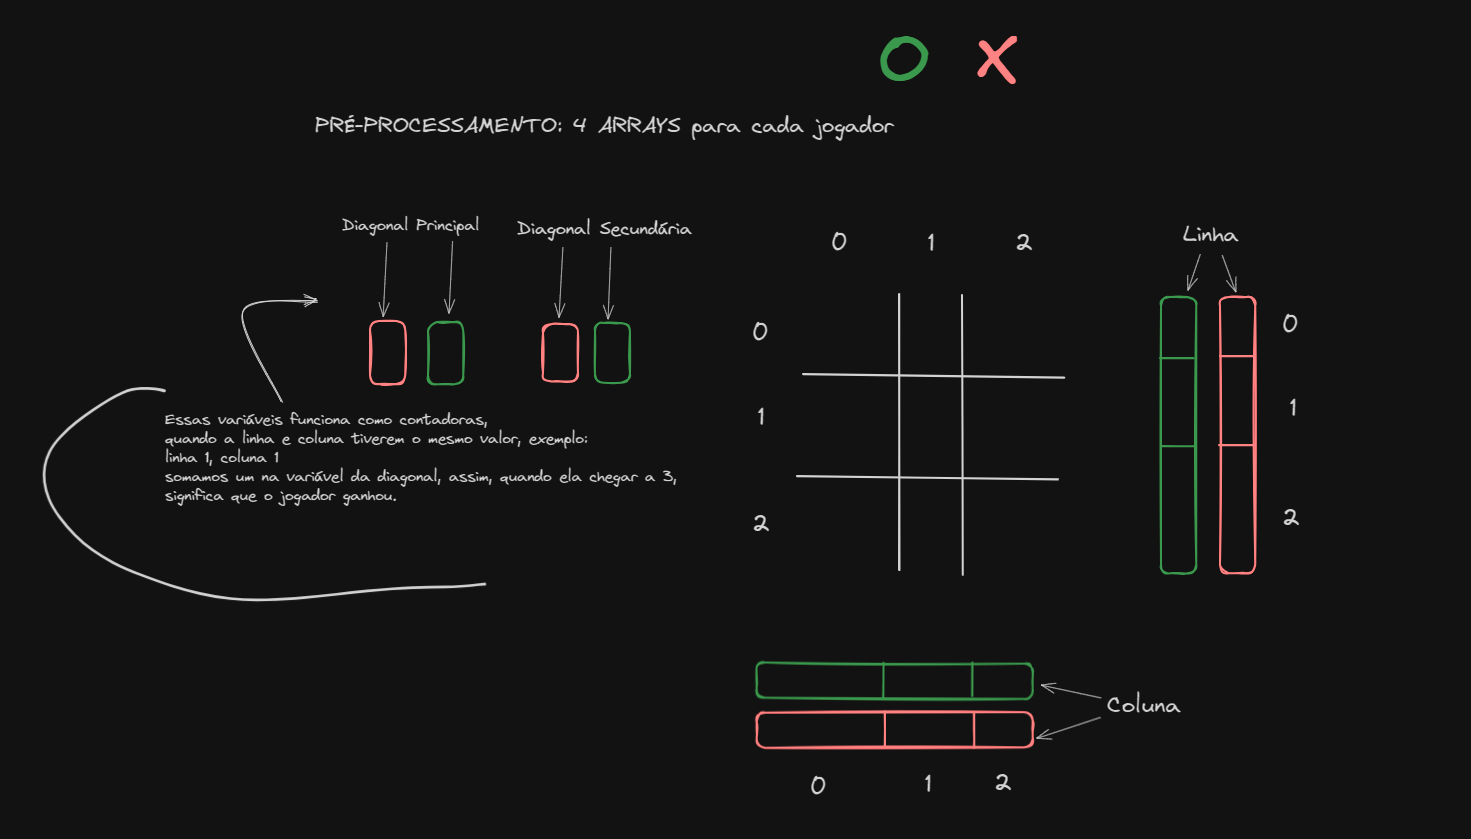 O X
PRÉ-PROCESSAMENTO: 4 ARRAYS para cada jogador
Diagonal Principal
Diagonal Secundária
Essas variáveis funciona como contadoras,
quando a linha e coluna tiverem o mesmo valor, exemplo:
linha 1, coluna 1
somamos um na variável da diagonal, assim, quando ela chegar a 3,
significa que o jogador ganhou.
0 1 2
0
1
2
Linha
0
1
2
Coluna
0 1 2